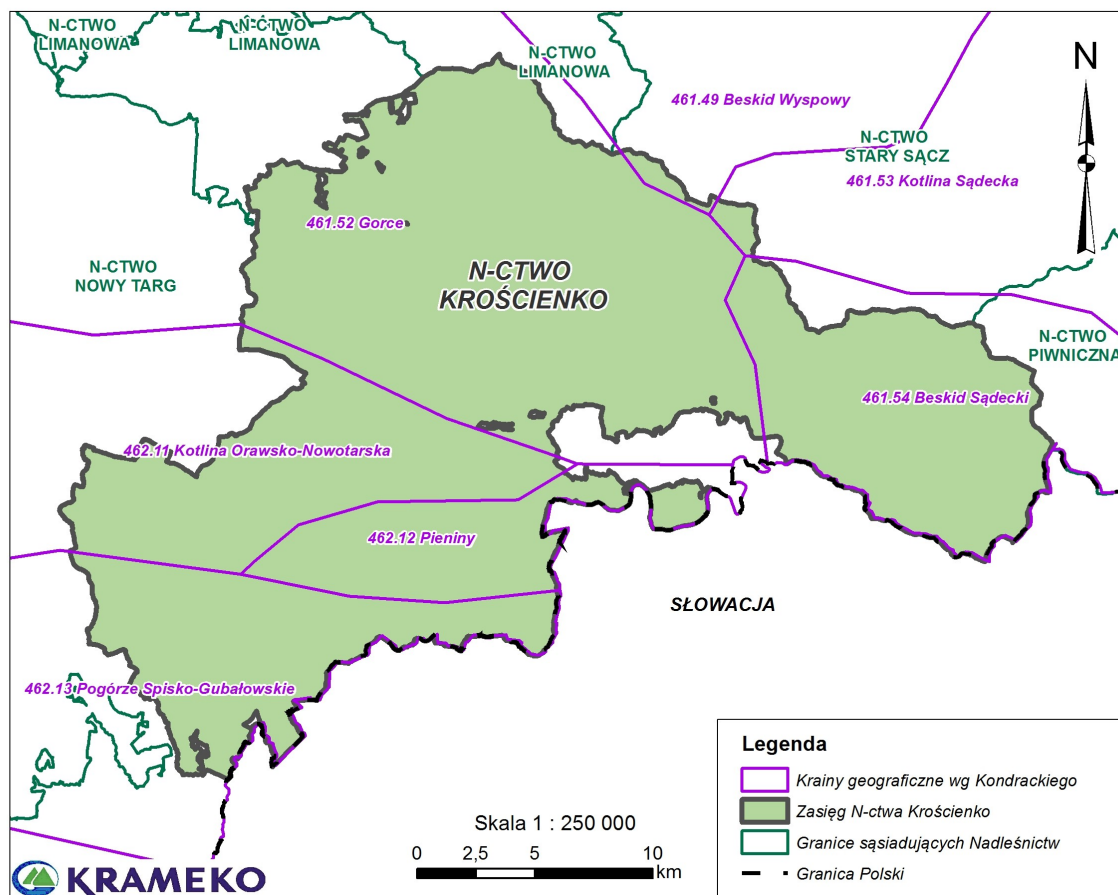 N-CTWO
LIMANOWA
N-CTWO
LIMANOWA
N-CTWO
LIMANOWA
461.49 Beskid Wyspowy
N
N-CTWO
STARY SĄCZ
461.53 Kotlina Sądecka
461.52 Gorce
N-CTWO
NOWY TARG
N-CTWO
KROŚCIENKO
N-CTWO
PIWNICZNA
461.54 Beskid Sądecki
462.11 Kotlina Orawsko-Nowotarska
462.12 Pieniny
SŁOWACJA
462.13 Pogórze Spisko-Gubałowskie
Legenda
Krainy geograficzne wg Kondrackiego
Zasięg N-ctwa Krościenko
Granice sąsiadujących Nadleśnictw
Granica Polski
Skala 1 : 250 000
0 2,5 5 10
km
KRAMEKO